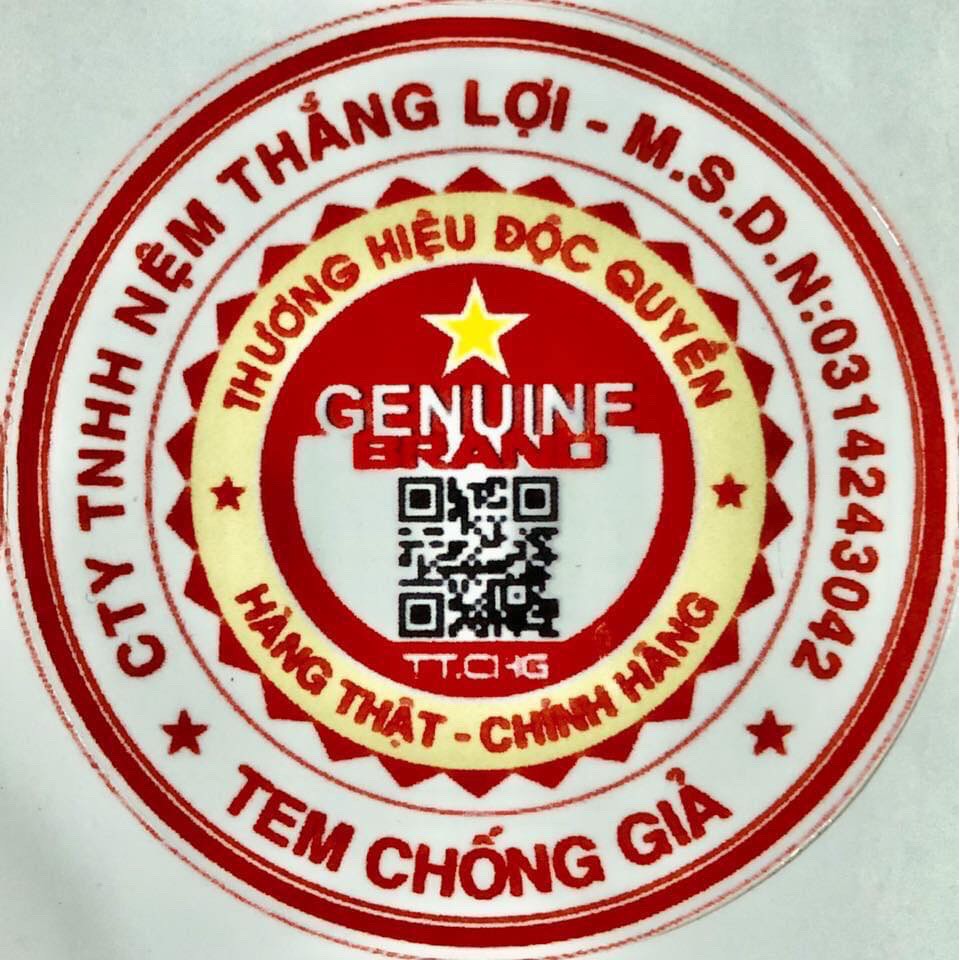 CTY TNHH NỆM THẮNG LỢI - M.S.D.N:0314243042
THƯƠNG HIỆU ĐỘC QUYỀN
GENUINE
BRAND
TT.CHG
HÀNG THẬT - CHÍNH HÃNG
TEM CHỐNG GIẢ